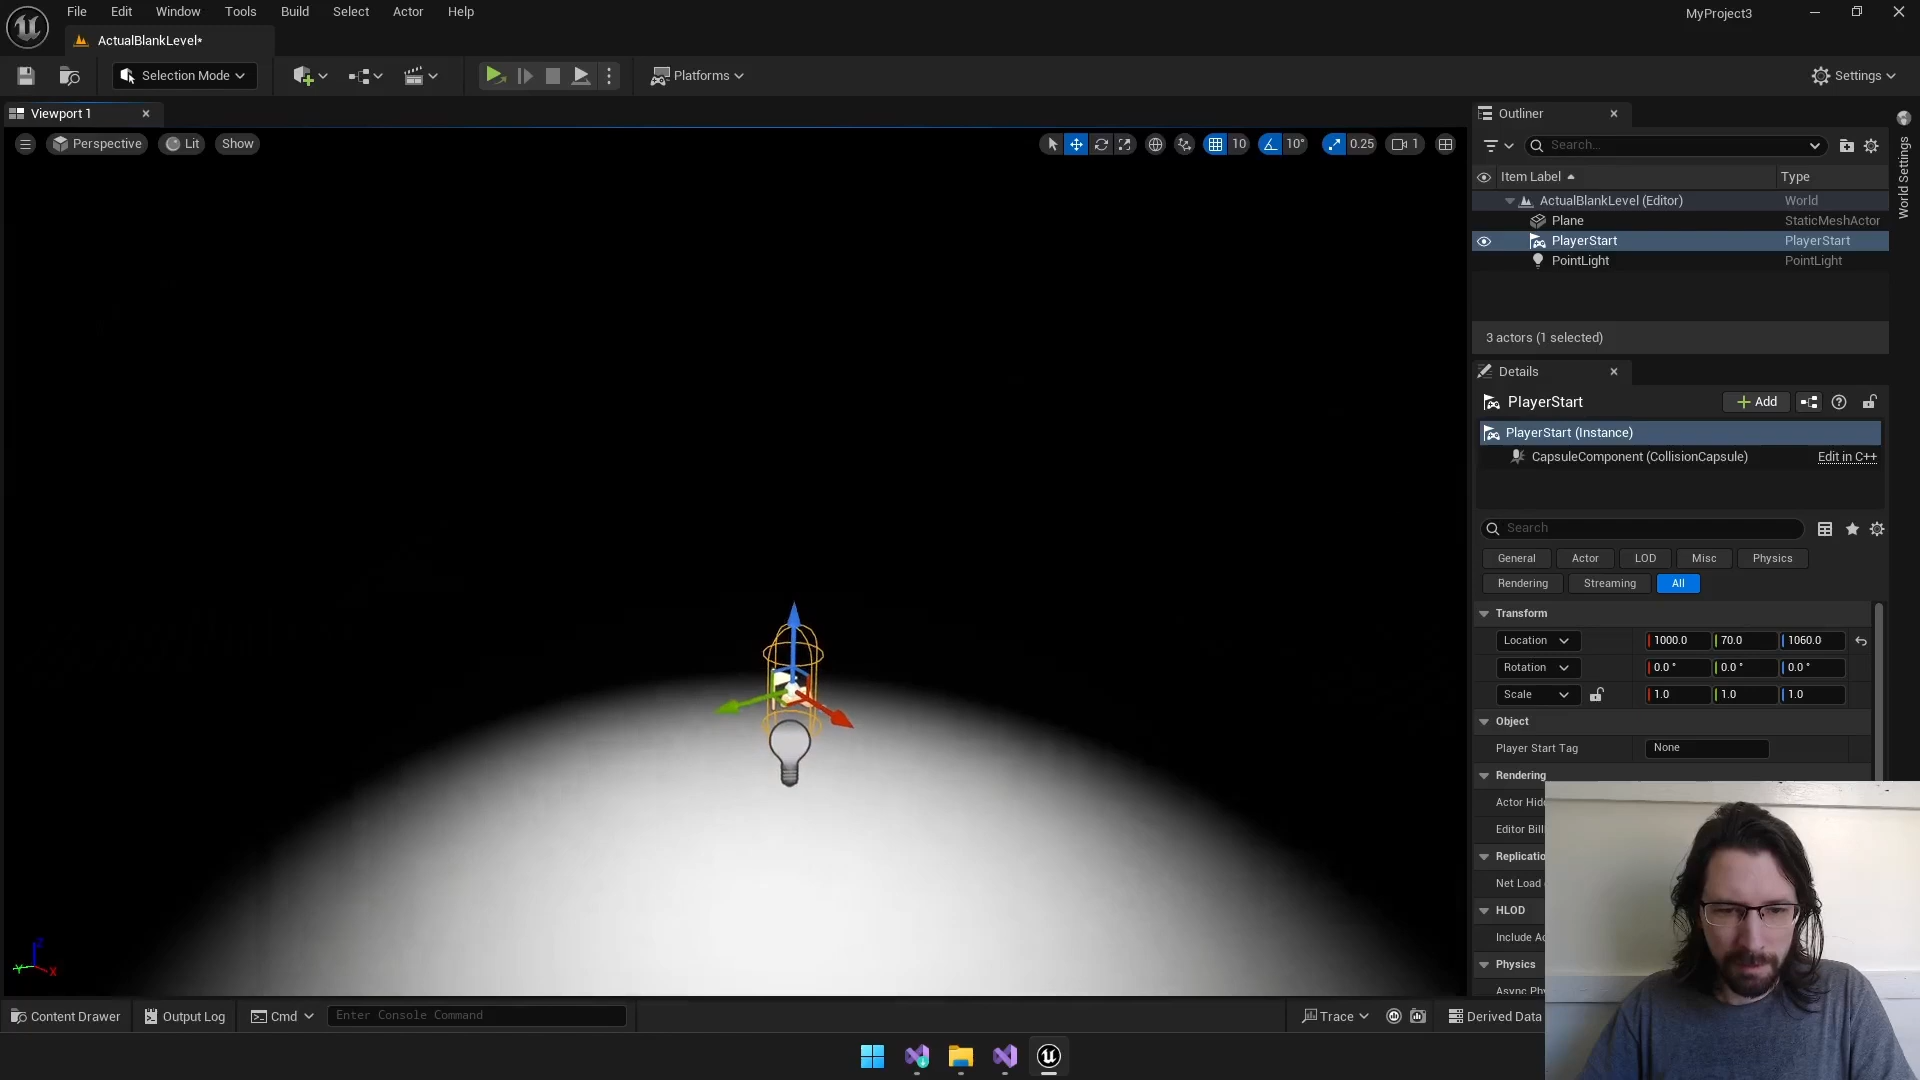 File Edit Window Tools Build Select Actor Help
MyProject3
ActualBlankLevel*
Selection Mode
Platforms
Settings
Viewport 1
Perspective Lit Show
10 10° 0.25 1
Outliner
Search...
Item Label Type
ActualBlankLevel (Editor) World
Plane StaticMeshActor
PlayerStart PlayerStart
PointLight PointLight
3 actors (1 selected)
World Settings
Details
PlayerStart
Add
PlayerStart (Instance)
CapsuleComponent (CollisionCapsule) Edit in C++
Search
General Actor LOD Misc Physics
Rendering Streaming All
Transform
Location 1000.0 70.0 1060.0
Rotation 0.0 ° 0.0 ° 0.0 °
Scale 1.0 1.0 1.0
Object
Player Start Tag None
Rendering
Actor Hid
Editor Bill
Replicatio
Net Load
HLOD
Include Ac
Physics
Async Phy
Z
Y X
Content Drawer Output Log Cmd Enter Console Command
Trace Derived Data